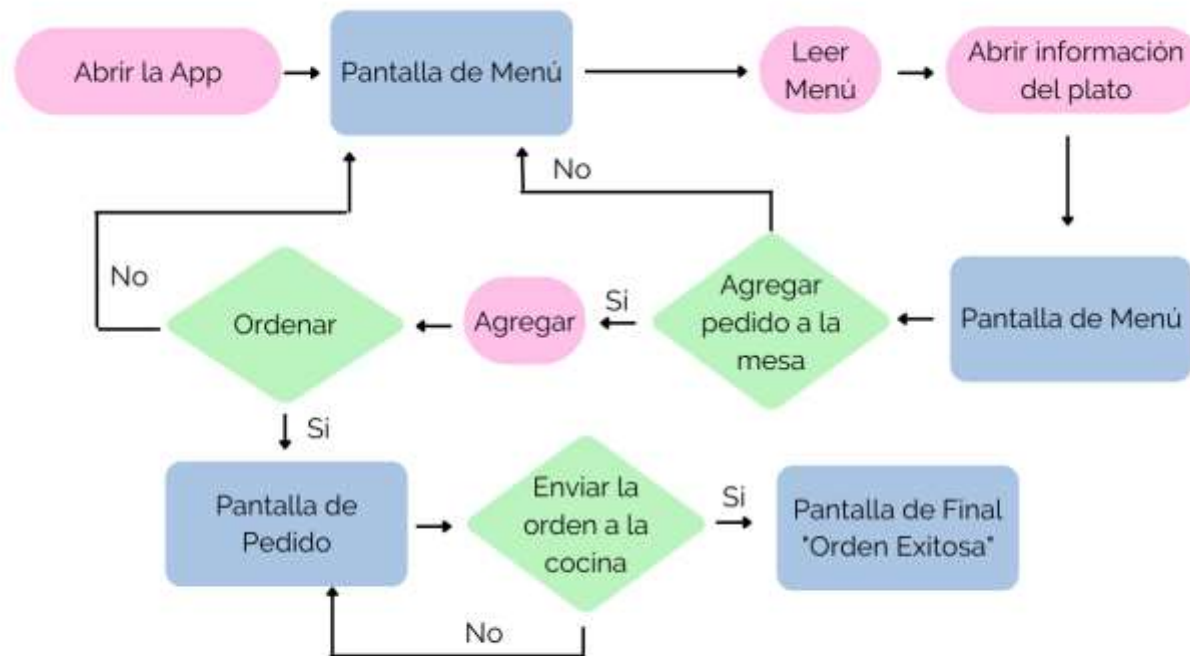 Abrir la App
Pantalla de Menú
Leer
Menú
Abrir información
del plato
No
No
Ordenar
Agregar
Si
Agregar
pedido a la
mesa
Pantalla de Menú
Si
Pantalla de
Pedido
Enviar la
orden a la
cocina
Si
Pantalla de Final
"Orden Exitosa"
No